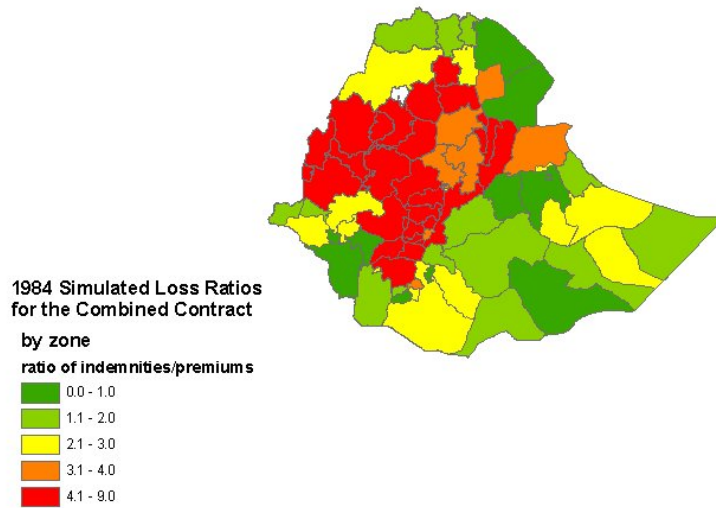 1984 Simulated Loss Ratios
for the Combined Contract
by zone
ratio of indemnities/premiums
0.0 - 1.0
1.1 - 2.0
2.1 - 3.0
3.1 - 4.0
4.1 - 9.0